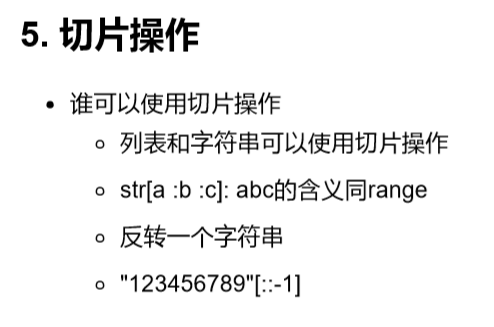 5. 切片操作
谁可以使用切片操作
列表和字符串可以使用切片操作
str[a :b :c]: abc的含义同range
反转一个字符串
"123456789"[::-1]